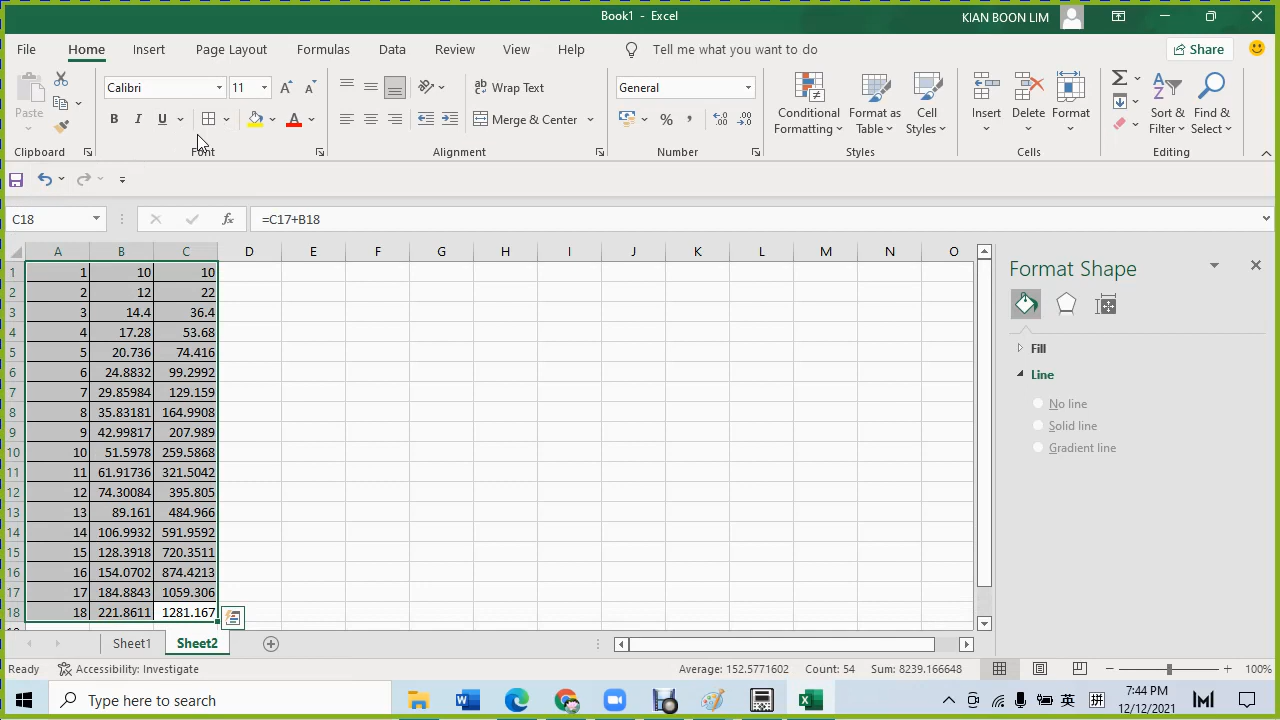 Book1 - Excel
KIAN BOON LIM
File Home Insert Page Layout Formulas Data Review View Help Tell me what you want to do Share
Calibri 11 Wrap Text General
Paste B I U Merge & Center % , Conditional Formatting Format as Table Cell Styles Insert Delete Format Sort & Filter Find & Select
Clipboard Font Alignment Number Styles Cells Editing
C18 fx =C17+B18
A B C D E F G H I J K L M N O
1 1 10 10
2 2 12 22
3 3 14.4 36.4
4 4 17.28 53.68
5 5 20.736 74.416
6 6 24.8832 99.2992
7 7 29.85984 129.159
8 8 35.83181 164.9908
9 9 42.99817 207.989
10 10 51.5978 259.5868
11 11 61.91736 321.5042
12 12 74.30084 395.805
13 13 89.161 484.966
14 14 106.9932 591.9592
15 15 128.3918 720.3511
16 16 154.0702 874.4213
17 17 184.8843 1059.306
18 18 221.8611 1281.167
Format Shape
Fill
Line
No line
Solid line
Gradient line
Sheet1 Sheet2
Ready Accessibility: Investigate Average: 152.5771602 Count: 54 Sum: 8239.166648 100%
Type here to search 英 拼 7:44 PM
12/12/2021